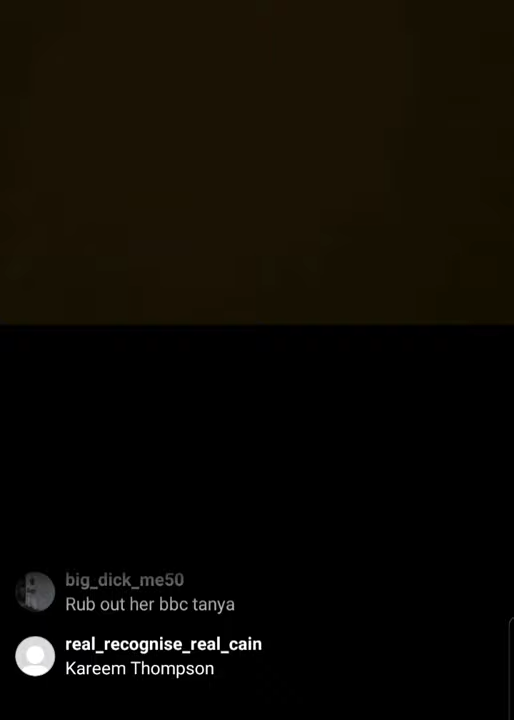 big_dick_me50
Rub out her bbc tanya
real_recognise_real_cain
Kareem Thompson